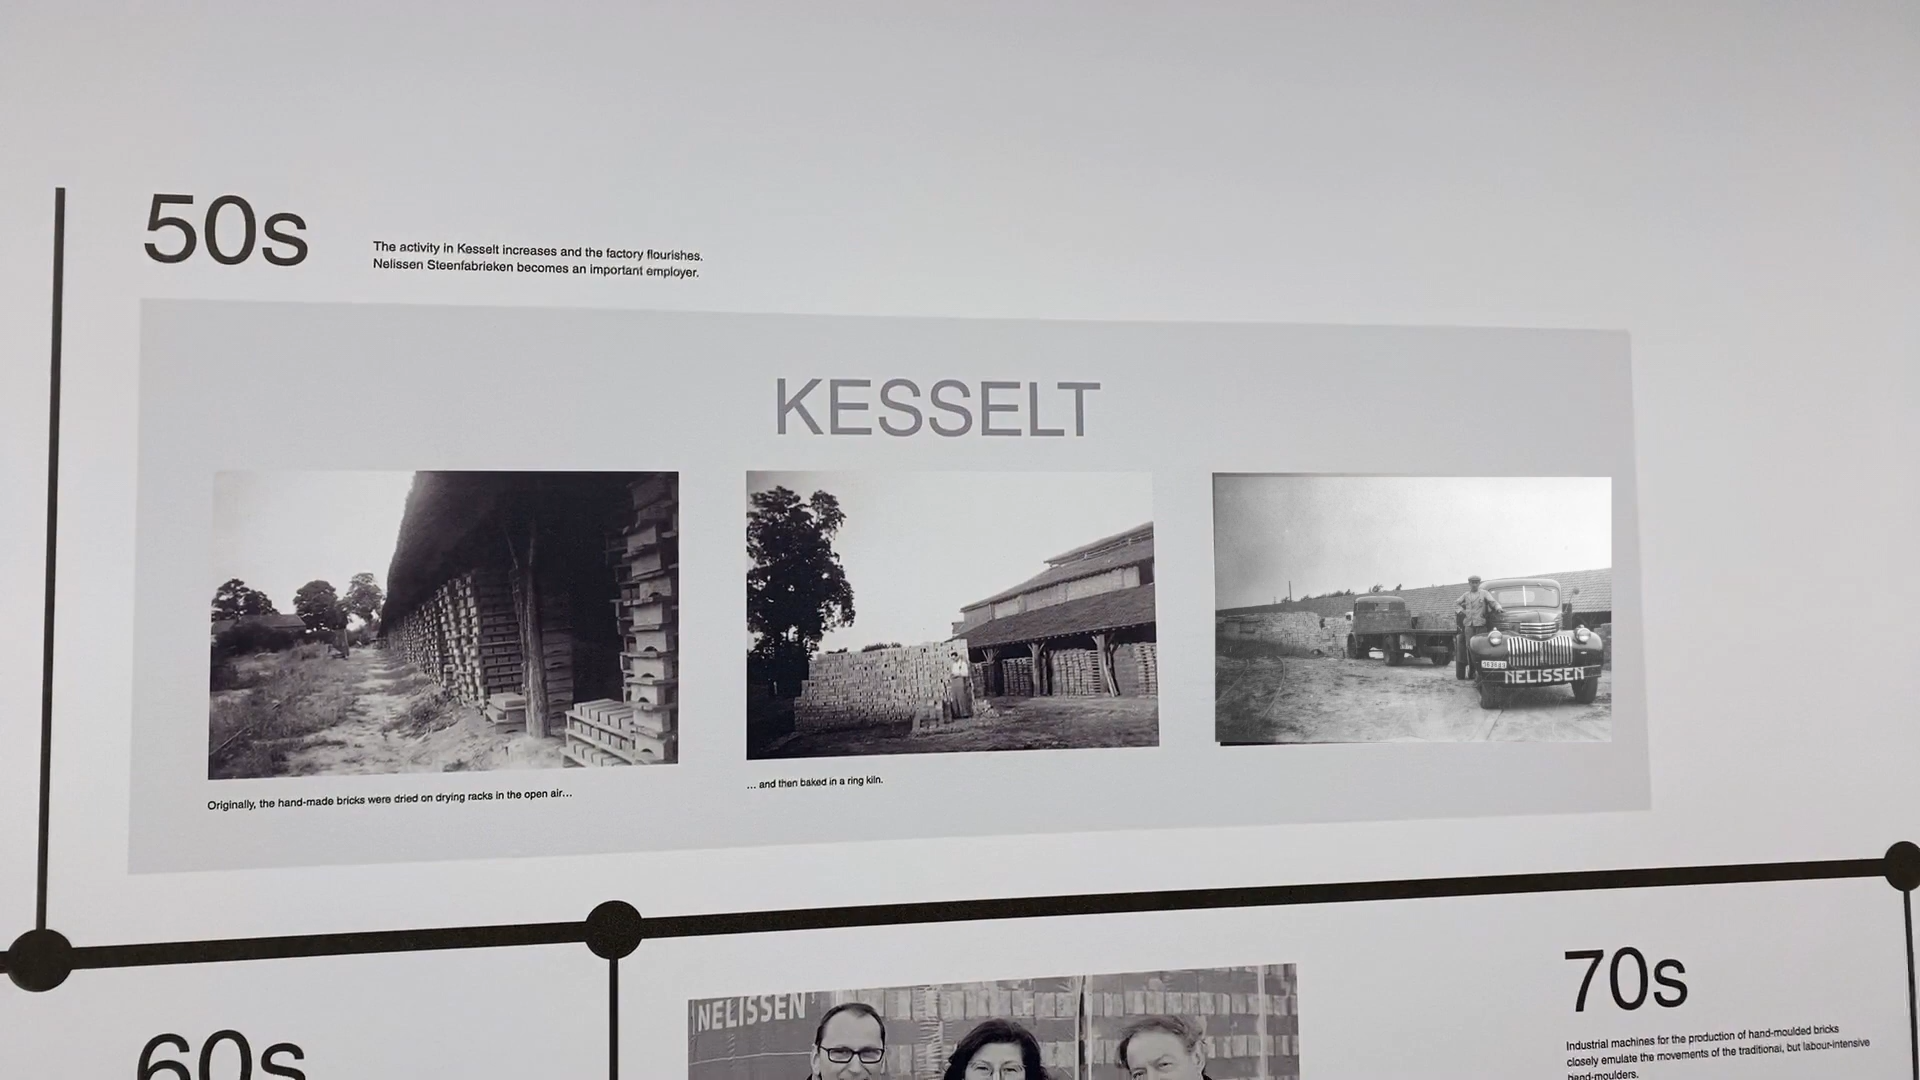 50s
The activity in Kesselt increases and the factory flourishes.
Nelissen Steenfabrieken becomes an important employer.
KESSELT
NELISSEN
Originally, the hand-made bricks were dried on drying racks in the open air...
... and then baked in a ring kiln.
60s
NELISSEN
70s
Industrial machines for the production of hand-moulded bricks
closely emulate the movements of the traditional, but labour-intensive
hand-moulders.